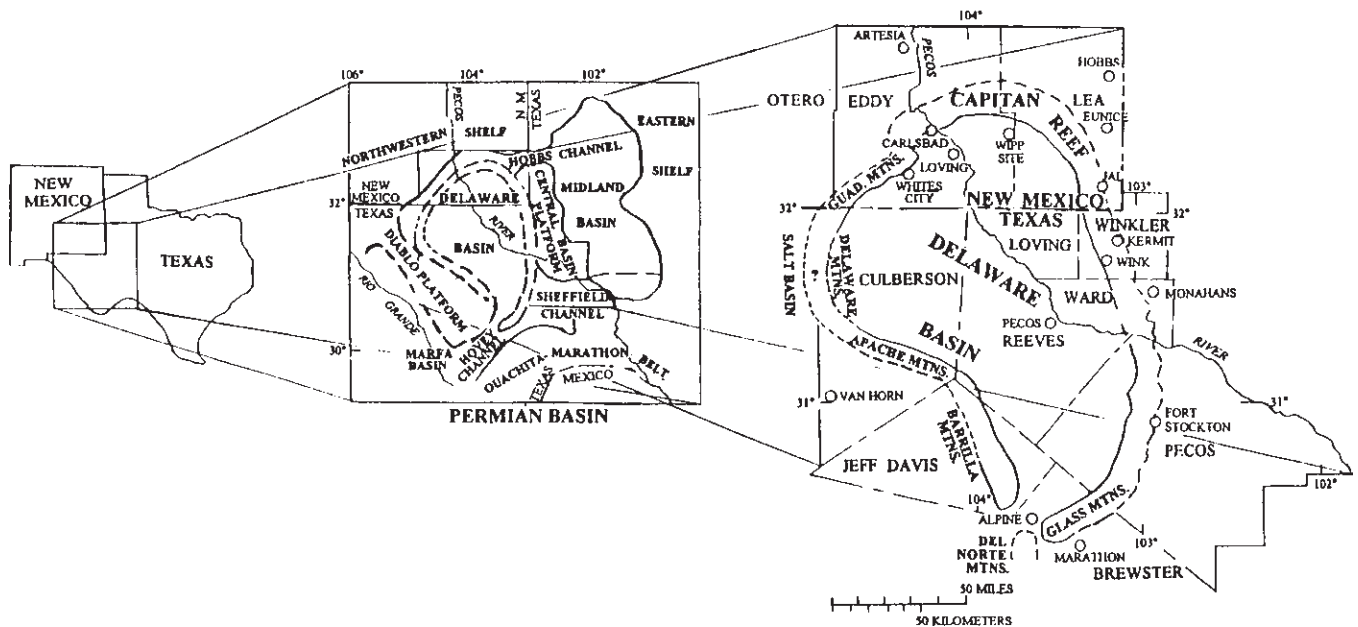 NEW
MEXICO
TEXAS
106°
104°
102°
PECOS
N M
TEXAS
NORTHWESTERN
SHELF
EASTERN
SHELF
HOBBS CHANNEL
NEW
MEXICO
32°
TEXAS
DELAWARE
BASIN
RIVER
CENTRAL BASIN
PLATFORM
MIDLAND
BASIN
DIABLO PLATFORM
RIO GRANDE
SHEFFIELD
CHANNEL
30°
MARFA
BASIN
HOVEY
CHANNEL
OUACHITA
MARATHON
BELT
TEXAS
MEXICO
PERMIAN BASIN
104°
ARTESIA
PECOS
HOBBS
OTERO
EDDY
CAPITAN
REEF
LEA
EUNICE
CARLSBAD
LOVING
WIPP
SITE
GUAD. MTNS.
WHITES
CITY
JAL
103°
32°
NEW MEXICO
TEXAS
32°
LOVING
WINKLER
KERMIT
WINK
SALT BASIN
DELAWARE
MTNS.
CULBERSON
DELAWARE
BASIN
WARD
MONAHANS
PECOS
REEVES
RIVER
APACHE MTNS.
31°
VAN HORN
31°
BARRILLA
MTNS.
FORT
STOCKTON
PECOS
JEFF DAVIS
102°
104°
ALPINE
GLASS MTNS.
103°
DEL
NORTE
MTNS.
MARATHON
BREWSTER
50 MILES
50 KILOMETERS